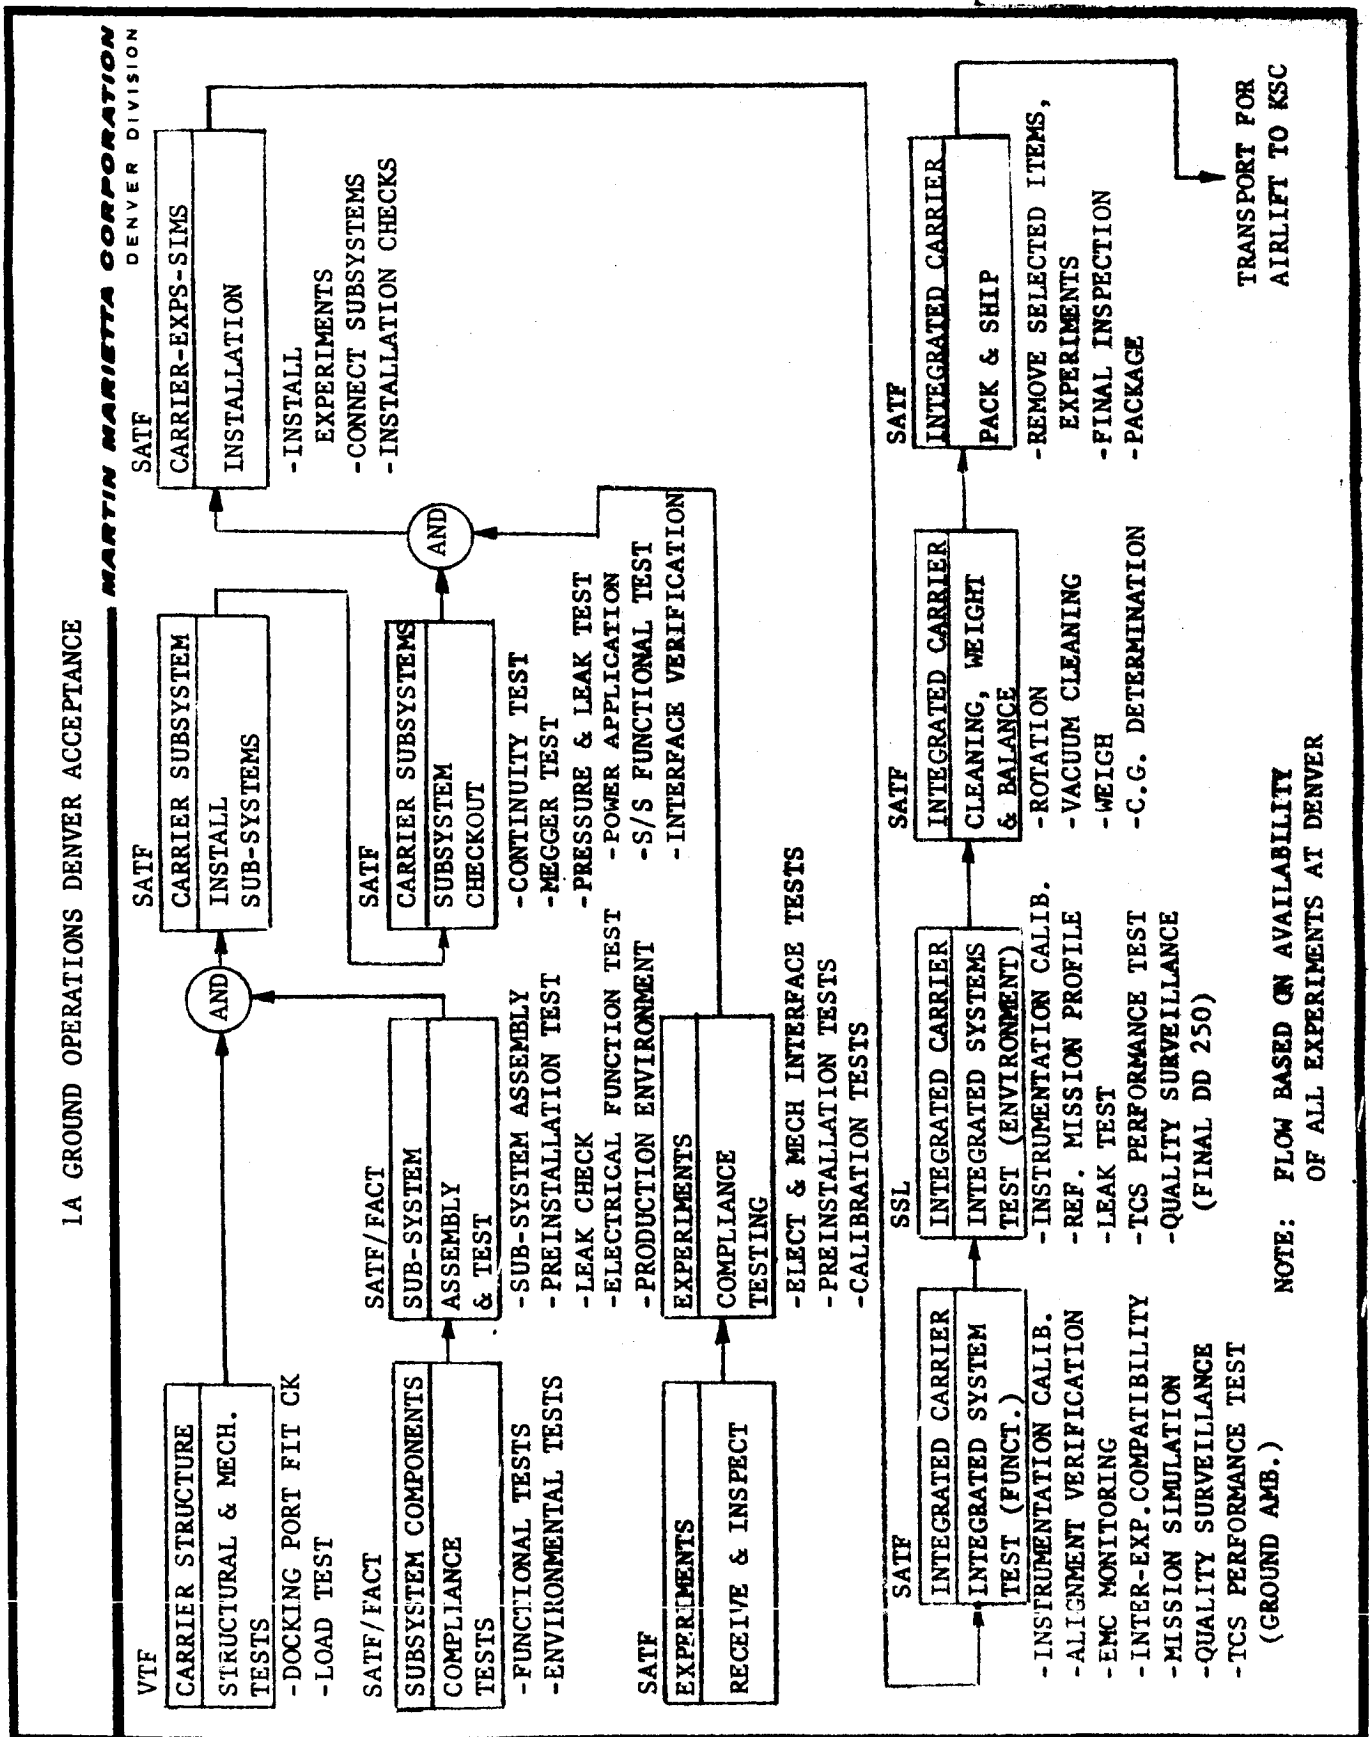 1A GROUND OPERATIONS DENVER ACCEPTANCE
MARTIN MARIETTA CORPORATION
DENVER DIVISION
VTF
CARRIER STRUCTURE
STRUCTURAL & MECH.
TESTS
-DOCKING PORT FIT CK
-LOAD TEST
AND
SATF
CARRIER SUBSYSTEM
INSTALL
SUB-SYSTEMS
SATF
CARRIER-EXPS-SIMS
INSTALLATION
-INSTALL
EXPERIMENTS
-CONNECT SUBSYSTEMS
-INSTALLATION CHECKS
SATF/FACT
SUBSYSTEM COMPONENTS
COMPLIANCE
TESTS
-FUNCTIONAL TESTS
-ENVIRONMENTAL TESTS
SATF/FACT
SUB-SYSTEM
ASSEMBLY
& TEST
-SUB-SYSTEM ASSEMBLY
-PREINSTALLATION TEST
-LEAK CHECK
-ELECTRICAL FUNCTION TEST
-PRODUCTION ENVIRONMENT
SATF
CARRIER SUBSYSTEMS
SUBSYSTEM
CHECKOUT
-CONTINUITY TEST
-MEGGER TEST
-PRESSURE & LEAK TEST
-POWER APPLICATION
-S/S FUNCTIONAL TEST
-INTERFACE VERIFICATION
AND
SATF
EXPERIMENTS
RECEIVE & INSPECT
EXPERIMENTS
COMPLIANCE
TESTING
-ELECT & MECH INTERFACE TESTS
-PREINSTALLATION TESTS
-CALIBRATION TESTS
SATF
INTEGRATED CARRIER
INTEGRATED SYSTEM
TEST (FUNCT.)
-INSTRUMENTATION CALIB.
-ALIGNMENT VERIFICATION
-EMC MONITORING
-INTER-EXP.COMPATIBILITY
-MISSION SIMULATION
-QUALITY SURVEILLANCE
-TCS PERFORMANCE TEST
(GROUND AMB.)
SSL
INTEGRATED CARRIER
INTEGRATED SYSTEMS
TEST (ENVIRONMENT)
-INSTRUMENTATION CALIB.
-REF. MISSION PROFILE
-LEAK TEST
-TCS PERFORMANCE TEST
-QUALITY SURVEILLANCE
(FINAL DD 250)
SATF
INTEGRATED CARRIER
CLEANING, WEIGHT
& BALANCE
-ROTATION
-VACUUM CLEANING
-WEIGH
-C.G. DETERMINATION
SATF
INTEGRATED CARRIER
PACK & SHIP
-REMOVE SELECTED ITEMS,
EXPERIMENTS
-FINAL INSPECTION
-PACKAGE
TRANSPORT FOR
AIRLIFT TO KSC
NOTE: FLOW BASED ON AVAILABILITY
OF ALL EXPERIMENTS AT DENVER